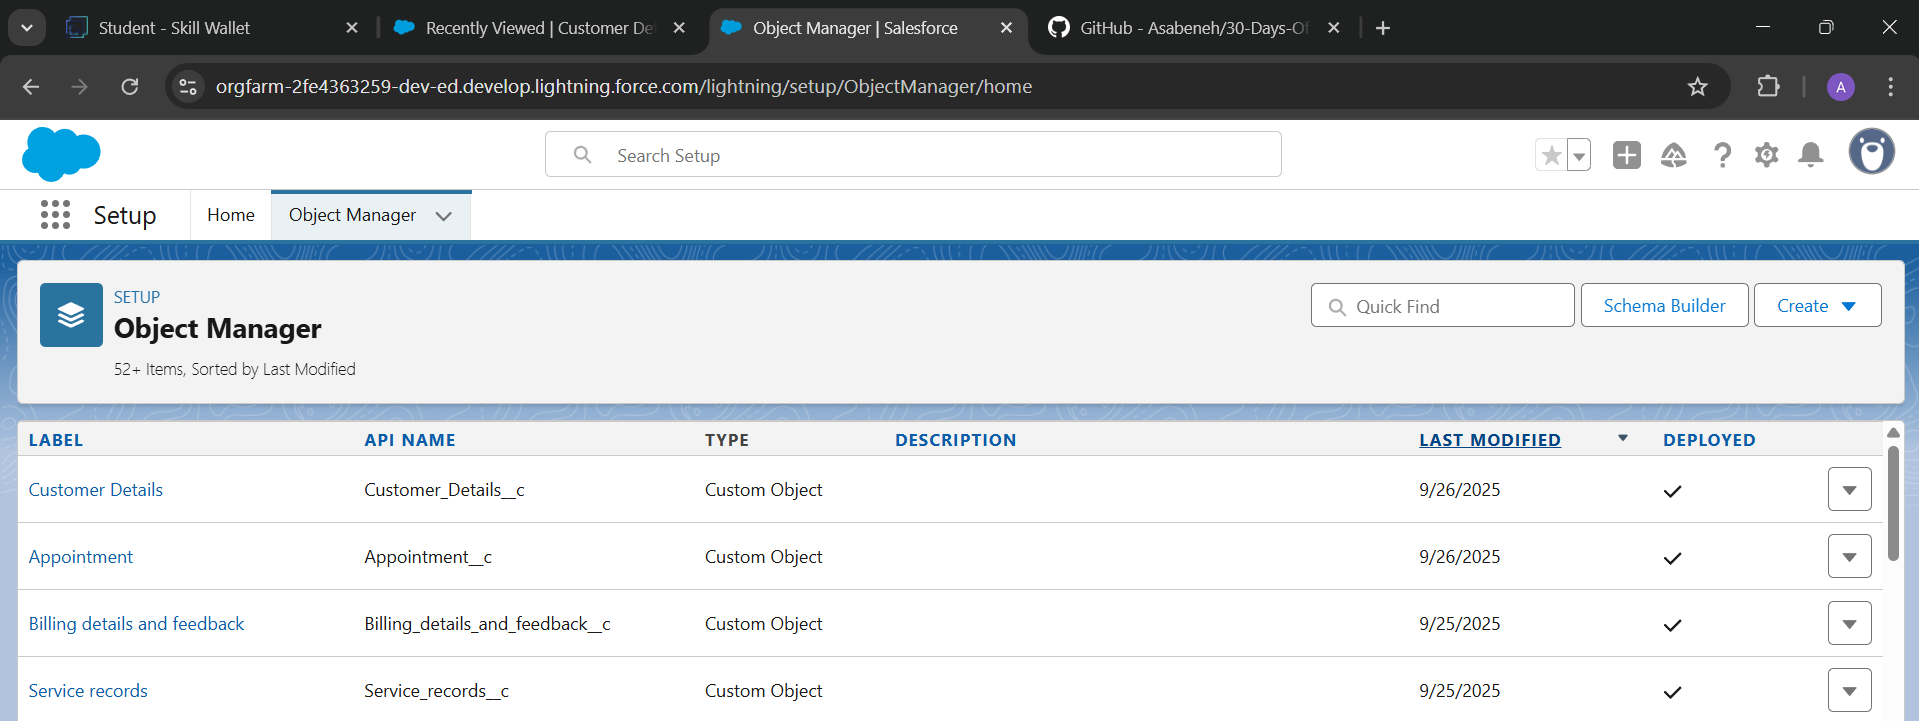 Student - Skill Wallet
Recently Viewed | Customer De
Object Manager | Salesforce
GitHub - Asabeneh/30-Days-Of
orgfarm-2fe4363259-dev-ed.develop.lightning.force.com/lightning/setup/ObjectManager/home
A
Search Setup
Setup
Home
Object Manager
SETUP
Object Manager
52+ Items, Sorted by Last Modified
Quick Find
Schema Builder
Create
LABEL API NAME TYPE DESCRIPTION LAST MODIFIED DEPLOYED
Customer Details Customer_Details__c Custom Object 9/26/2025
Appointment Appointment__c Custom Object 9/26/2025
Billing details and feedback Billing_details_and_feedback__c Custom Object 9/25/2025
Service records Service_records__c Custom Object 9/25/2025